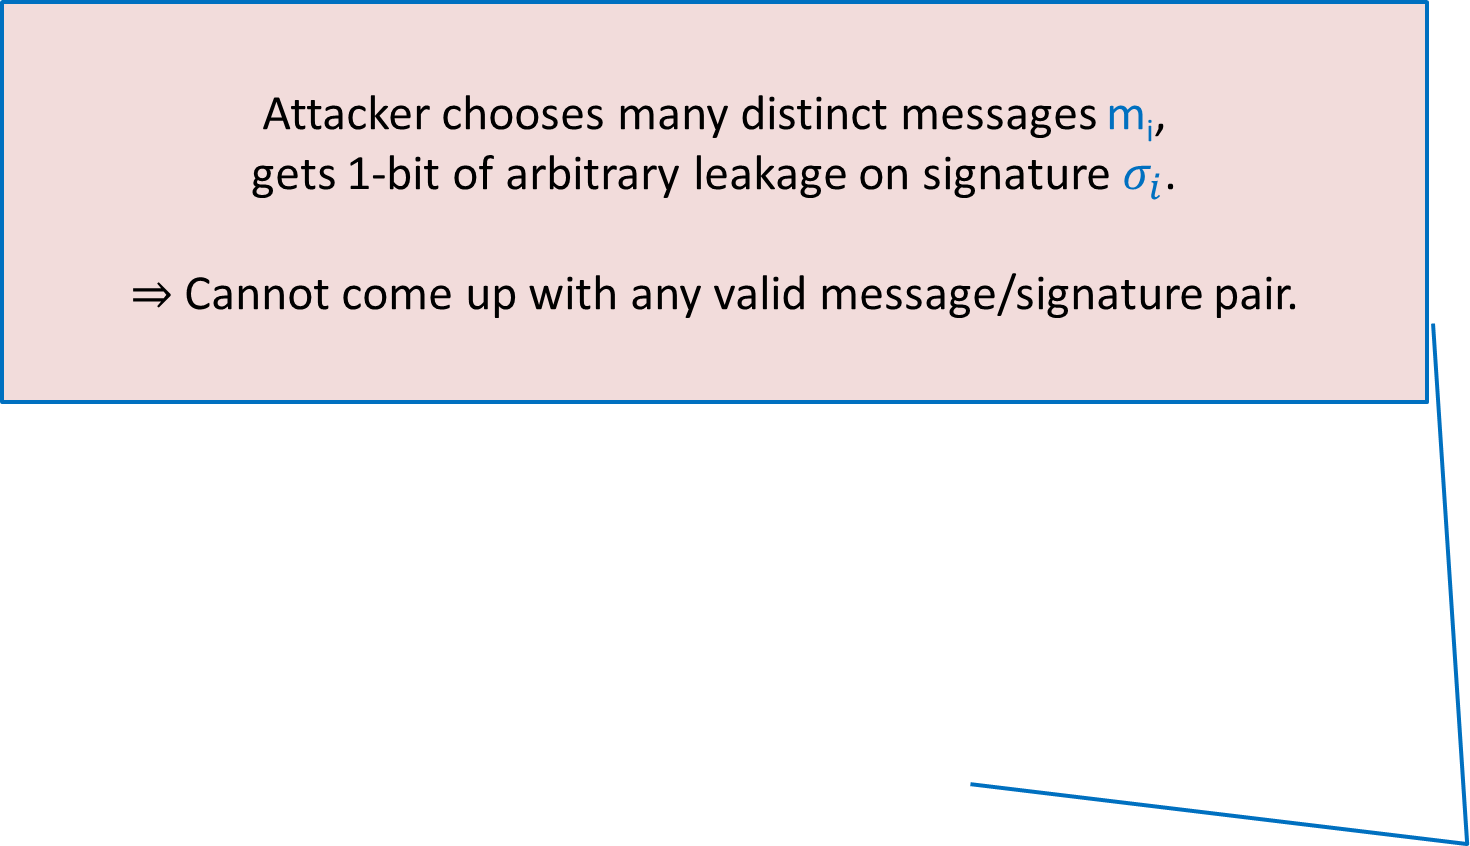 Attacker chooses many distinct messages mᵢ,
gets 1-bit of arbitrary leakage on signature 𝜎ᵢ.
⇒ Cannot come up with any valid message/signature pair.